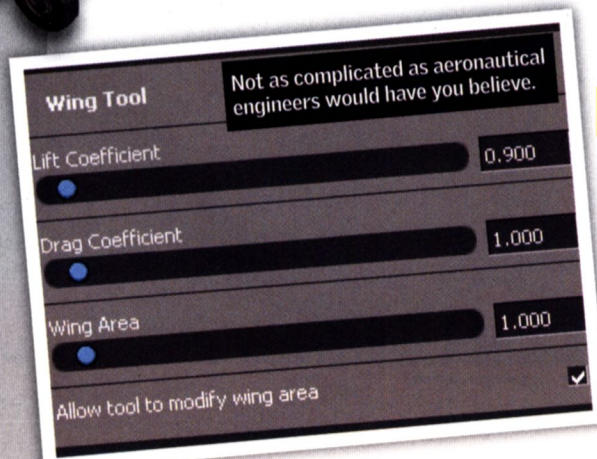 Wing Tool
Not as complicated as aeronautical
engineers would have you believe.
Lift Coefficient
0.900
Drag Coefficient
1.000
Wing Area
1.000
Allow tool to modify wing area